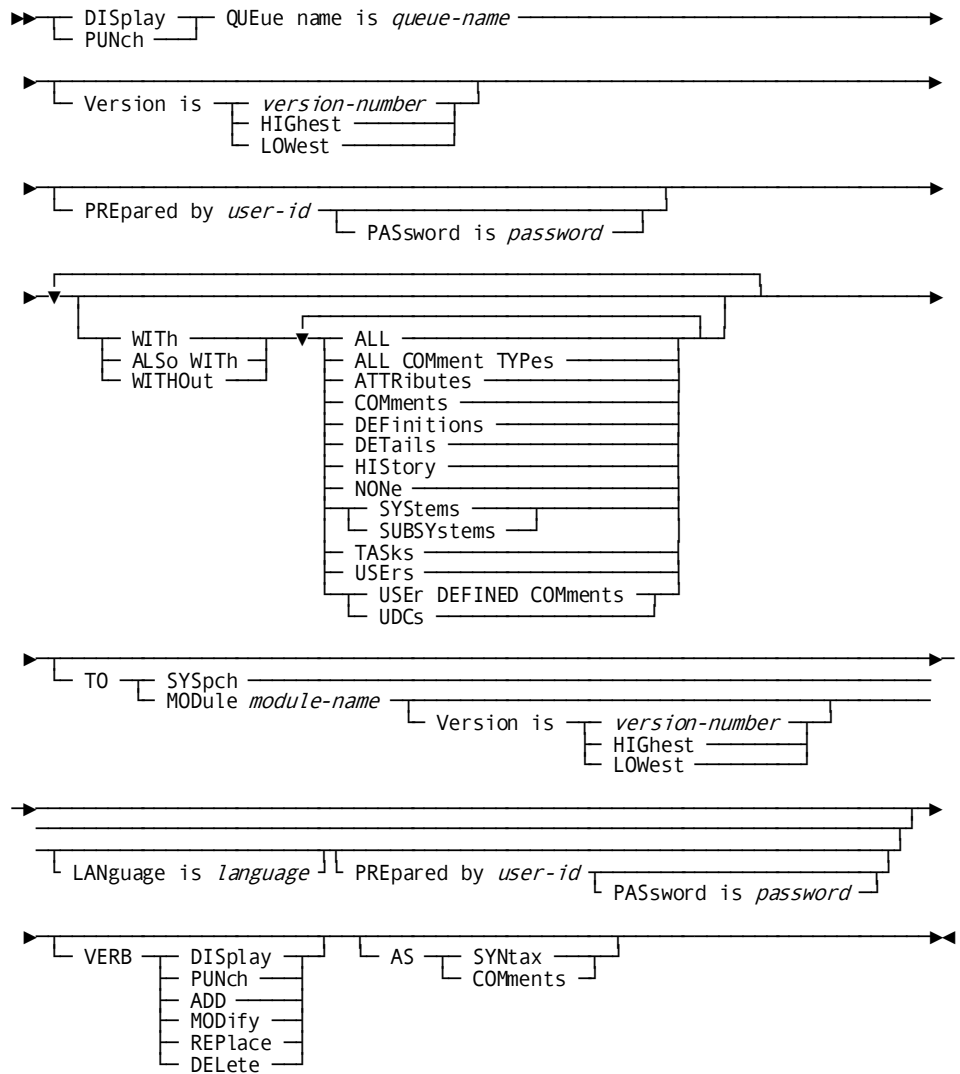 DISplay QUEue name is queue-name
PUNch
Version is version-number
HIGhest
LOWest
PREpared by user-id
PASsword is password
WITh ALL
ALSo WITh ALL COMment TYPes
WITHOut ATTRibutes
COMments
DEFinitions
DETails
HIStory
NONe
SYStems
SUBSYstems
TASks
USErs
USEr DEFINED COMments
UDCs
TO SYSpch
MODule module-name
Version is version-number
HIGhest
LOWest
LANguage is language PREpared by user-id
PASsword is password
VERB DISplay AS SYNtax
PUNch COMments
ADD
MODify
REPlace
DELete